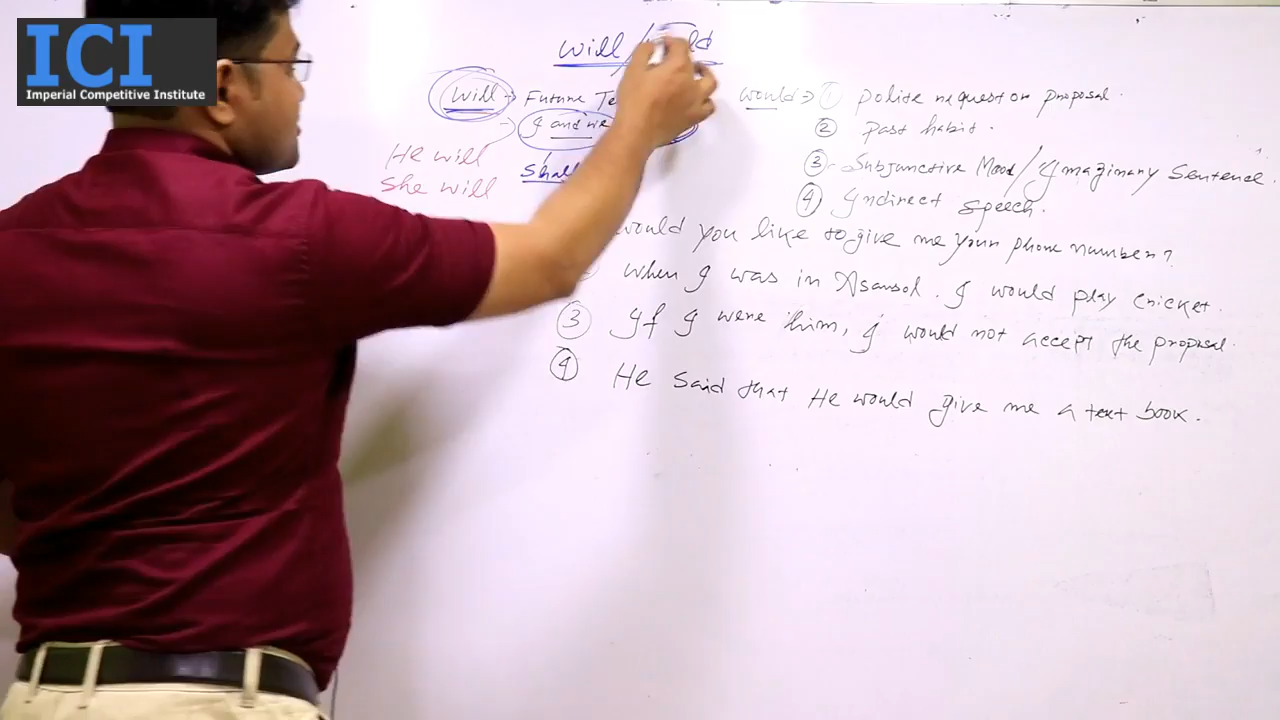 ICI
Imperial Competitive Institute
will /
will → Future
I and we
shall
He will
She will
would → ① polite request or proposal.
② past habit.
③ Subjunctive Mood / Imaginary Sentence.
④ Indirect speech.
would you like to give me your phone number?
when I was in Asansol. I would play cricket.
③ If I were him, I would not accept the proposal.
④ He said that He would give me a text book.